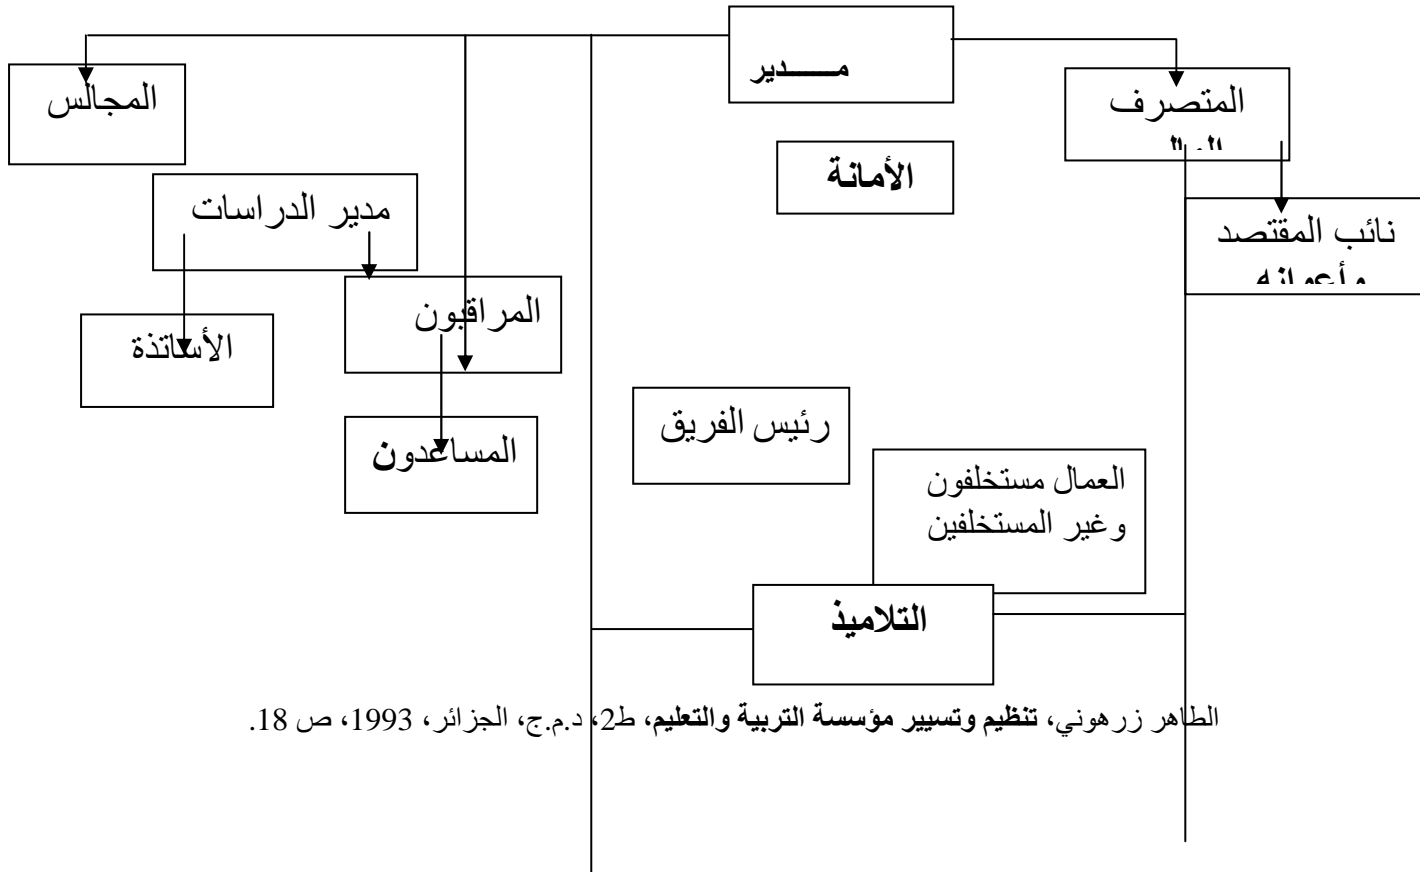 مـــــدير
المتصرف
المجالس
الأمانة
مدير الدراسات
نائب المقتصد
وأعوانه
المراقبون
الأساتذة
رئيس الفريق
المساعدون
العمال مستخلفون
وغير المستخلفين
التلاميذ
الطاهر زرهوني، تنظيم وتسيير مؤسسة التربية والتعليم، ط2، د.م.ج، الجزائر، 1993، ص 18.